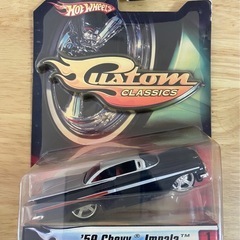 Hot Wheels
Custom
CLASSICS
'59 Chevy Impala™